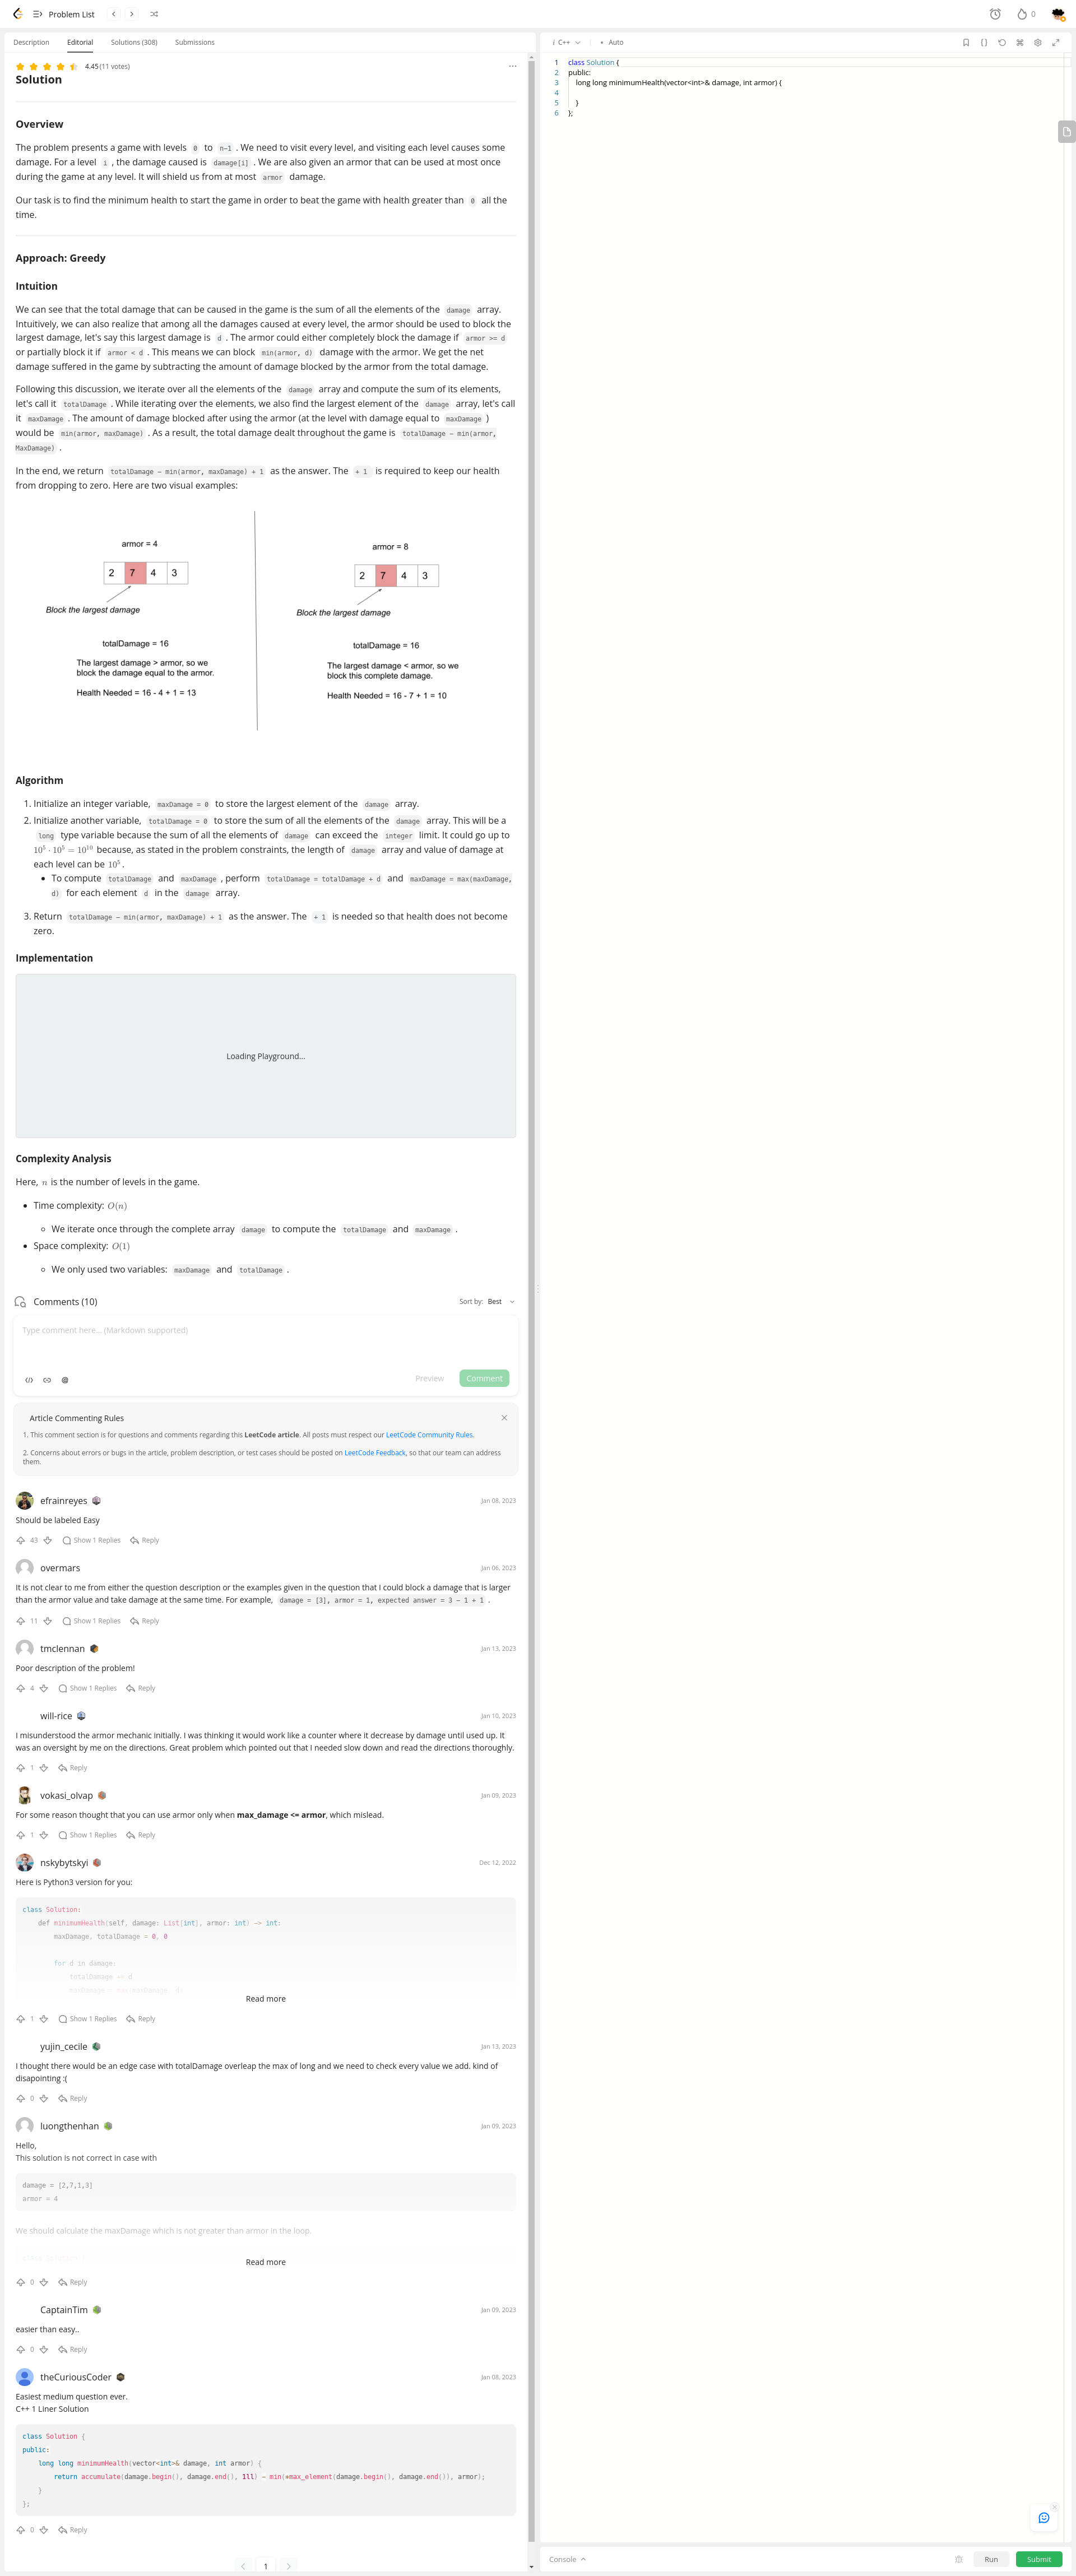 Problem List
0
Description Editorial Solutions (308) Submissions
4.45 (11 votes)
Solution
Overview
The problem presents a game with levels 0 to n-1 . We need to visit every level, and visiting each level causes some
damage. For a level i , the damage caused is damage[i] . We are also given an armor that can be used at most once
during the game at any level. It will shield us from at most armor damage.
Our task is to find the minimum health to start the game in order to beat the game with health greater than 0 all the
time.
Approach: Greedy
Intuition
We can see that the total damage that can be caused in the game is the sum of all the elements of the damage array.
Intuitively, we can also realize that among all the damages caused at every level, the armor should be used to block the
largest damage, let's say this largest damage is d . The armor could either completely block the damage if armor >= d
or partially block it if armor < d . This means we can block min(armor, d) damage with the armor. We get the net
damage suffered in the game by subtracting the amount of damage blocked by the armor from the total damage.
Following this discussion, we iterate over all the elements of the damage array and compute the sum of its elements,
let's call it totalDamage . While iterating over the elements, we also find the largest element of the damage array, let's call
it maxDamage . The amount of damage blocked after using the armor (at the level with damage equal to maxDamage )
would be min(armor, maxDamage) . As a result, the total damage dealt throughout the game is totalDamage - min(armor,
MaxDamage) .
In the end, we return totalDamage - min(armor, maxDamage) + 1 as the answer. The + 1 is required to keep our health
from dropping to zero. Here are two visual examples:
armor = 4
2 7 4 3
Block the largest damage
totalDamage = 16
The largest damage > armor, so we
block the damage equal to the armor.
Health Needed = 16 - 4 + 1 = 13
armor = 8
2 7 4 3
Block the largest damage
totalDamage = 16
The largest damage < armor, so we
block this complete damage.
Health Needed = 16 - 7 + 1 = 10
Algorithm
1. Initialize an integer variable, maxDamage = 0 to store the largest element of the damage array.
2. Initialize another variable, totalDamage = 0 to store the sum of all the elements of the damage array. This will be a
long type variable because the sum of all the elements of damage can exceed the integer limit. It could go up to
10^5 · 10^5 = 10^10 because, as stated in the problem constraints, the length of damage array and value of damage at
each level can be 10^5 .
• To compute totalDamage and maxDamage , perform totalDamage = totalDamage + d and maxDamage = max(maxDamage,
d) for each element d in the damage array.
3. Return totalDamage - min(armor, maxDamage) + 1 as the answer. The + 1 is needed so that health does not become
zero.
Implementation
Loading Playground...
Complexity Analysis
Here, n is the number of levels in the game.
• Time complexity: O(n)
◦ We iterate once through the complete array damage to compute the totalDamage and maxDamage .
• Space complexity: O(1)
◦ We only used two variables: maxDamage and totalDamage .
Comments (10) Sort by: Best
Type comment here... (Markdown supported)
Preview Comment
Article Commenting Rules
1. This comment section is for questions and comments regarding this LeetCode article. All posts must respect our LeetCode Community Rules.
2. Concerns about errors or bugs in the article, problem description, or test cases should be posted on LeetCode Feedback, so that our team can address
them.
efrainreyes Jan 08, 2023
Should be labeled Easy
43 Show 1 Replies Reply
overmars Jan 06, 2023
It is not clear to me from either the question description or the examples given in the question that I could block a damage that is larger
than the armor value and take damage at the same time. For example, damage = [3], armor = 1, expected answer = 3 - 1 + 1 .
11 Show 1 Replies Reply
tmclennan Jan 13, 2023
Poor description of the problem!
4 Show 1 Replies Reply
will-rice Jan 10, 2023
I misunderstood the armor mechanic initially. I was thinking it would work like a counter where it decrease by damage until used up. It
was an oversight by me on the directions. Great problem which pointed out that I needed slow down and read the directions thoroughly.
1 Reply
vokasi_olvap Jan 09, 2023
For some reason thought that you can use armor only when max_damage <= armor, which mislead.
1 Show 1 Replies Reply
nskybytskyi Dec 12, 2022
Here is Python3 version for you:
class Solution:
def minimumHealth(self, damage: List[int], armor: int) -> int:
maxDamage, totalDamage = 0, 0
for d in damage:
totalDamage += d
Read more
1 Show 1 Replies Reply
yujin_cecile Jan 13, 2023
I thought there would be an edge case with totalDamage overleap the max of long and we need to check every value we add. kind of
disapointing :(
0 Reply
luongthenhan Jan 09, 2023
Hello,
This solution is not correct in case with
damage = [2,7,1,3]
armor = 4
We should calculate the maxDamage which is not greater than armor in the loop.
Read more
0 Reply
CaptainTim Jan 09, 2023
easier than easy..
0 Reply
theCuriousCoder Jan 08, 2023
Easiest medium question ever.
C++ 1 Liner Solution
class Solution {
public:
long long minimumHealth(vector<int>& damage, int armor) {
return accumulate(damage.begin(), damage.end(), 1ll) - min(*max_element(damage.begin(), damage.end()), armor);
}
};
0 Reply
1
i C++ • Auto
1 class Solution {
2 public:
3 long long minimumHealth(vector<int>& damage, int armor) {
4
5 }
6 };
Console Run Submit